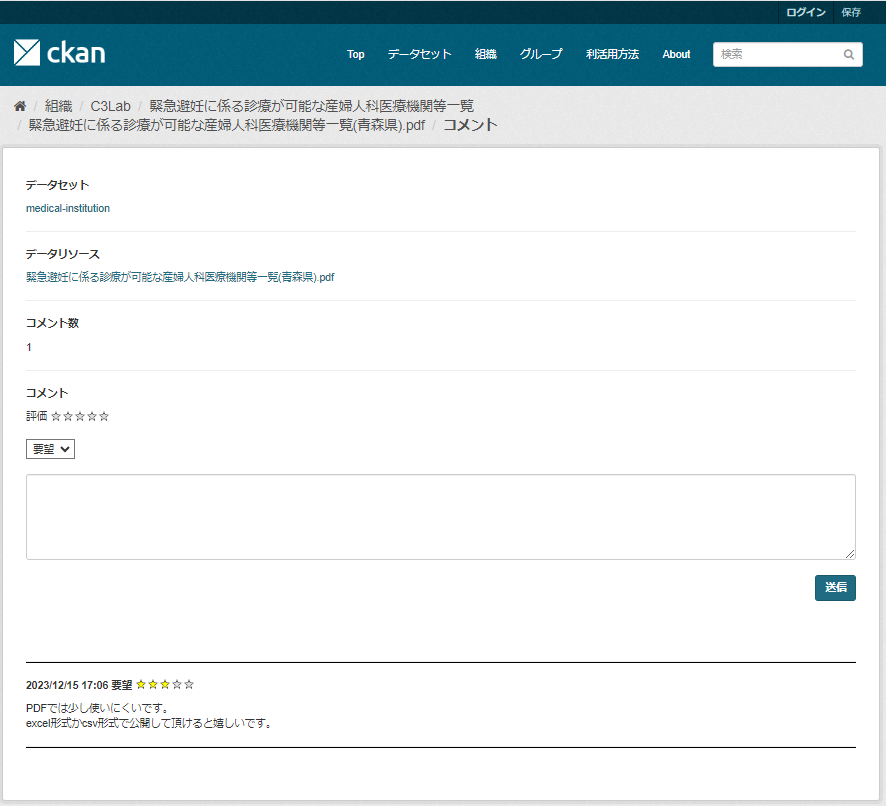 ログイン 保存
ckan
Top データセット 組織 グループ 利活用方法 About 検索
/ 組織 / C3Lab / 緊急避妊に係る診療が可能な産婦人科医療機関等一覧
/ 緊急避妊に係る診療が可能な産婦人科医療機関等一覧(青森県).pdf / コメント
データセット
medical-institution
データリソース
緊急避妊に係る診療が可能な産婦人科医療機関等一覧(青森県).pdf
コメント数
1
コメント
評価 ☆☆☆☆☆
要望
送信
2023/12/15 17:06 要望 ★★★☆☆
PDFでは少し使いにくいです。
excel形式かcsv形式で公開して頂けると嬉しいです。